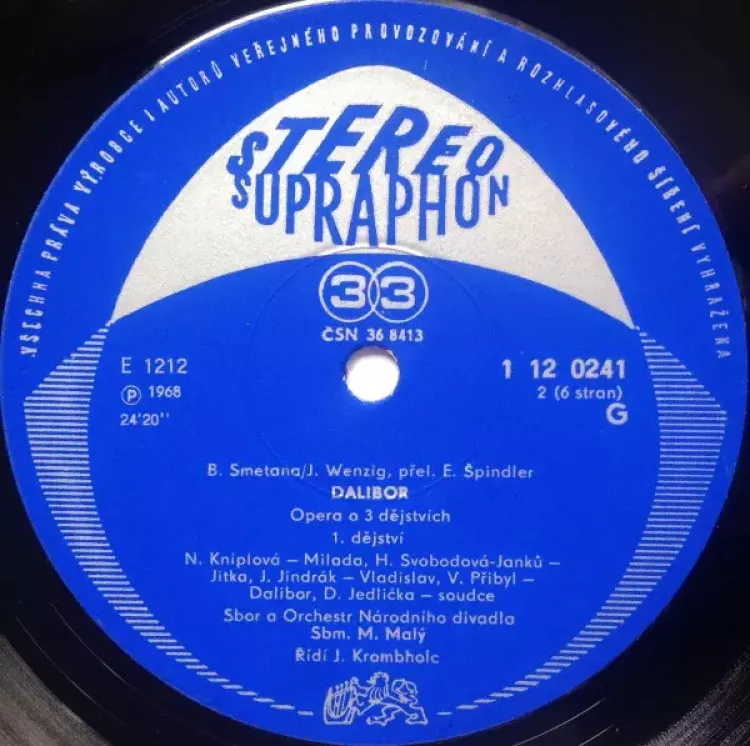 VŠECHNA PRÁVA VÝROBCE I AUTORŮ VEŘEJNÉHO PROVOZOVÁNÍ A ROZHLASOVÉHO ŠÍŘENÍ VYHRAŽENA
STEREO
SUPRAPHON
33
ČSN 36 8413
E 1212
Ⓟ 1968
24'20''
1 12 0241
2 (6 stran)
G
B. Smetana/J. Wenzig, přel. E. Špindler
DALIBOR
Opera o 3 dějstvích
1. dějství
N. Kniplová – Milada, H. Svobodová-Janků –
Jitka, J. Jindrák – Vladislav, V. Přibyl –
Dalibor, D. Jedlička – soudce
Sbor a Orchestr Národního divadla
Sbm. M. Malý
Řídí J. Krombholc